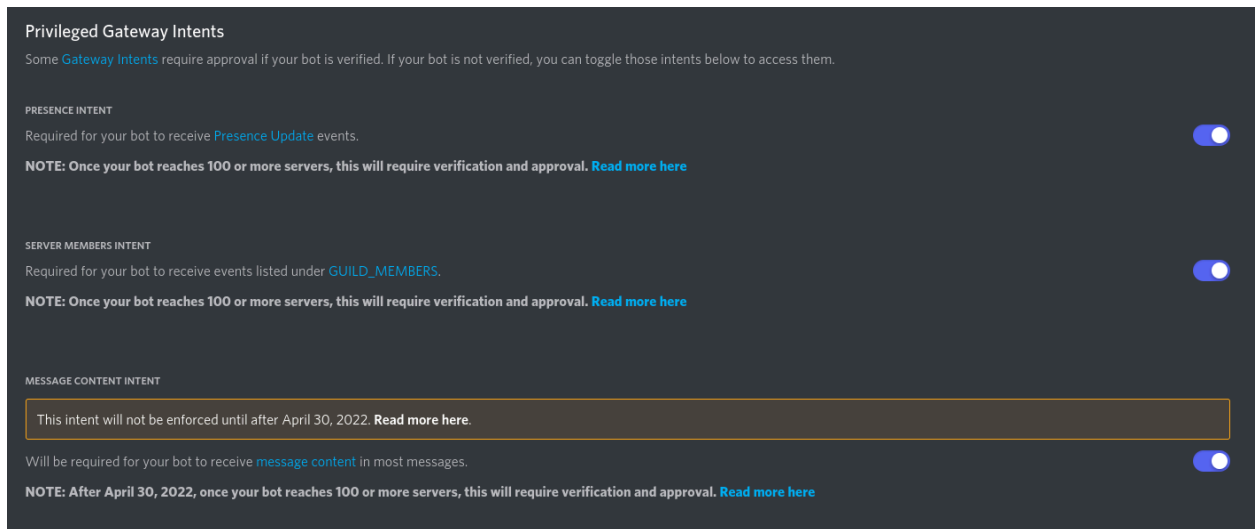 Privileged Gateway Intents
Some Gateway Intents require approval if your bot is verified. If your bot is not verified, you can toggle those intents below to access them.
PRESENCE INTENT
Required for your bot to receive Presence Update events.
NOTE: Once your bot reaches 100 or more servers, this will require verification and approval. Read more here
SERVER MEMBERS INTENT
Required for your bot to receive events listed under GUILD_MEMBERS.
NOTE: Once your bot reaches 100 or more servers, this will require verification and approval. Read more here
MESSAGE CONTENT INTENT
This intent will not be enforced until after April 30, 2022. Read more here.
Will be required for your bot to receive message content in most messages.
NOTE: After April 30, 2022, once your bot reaches 100 or more servers, this will require verification and approval. Read more here